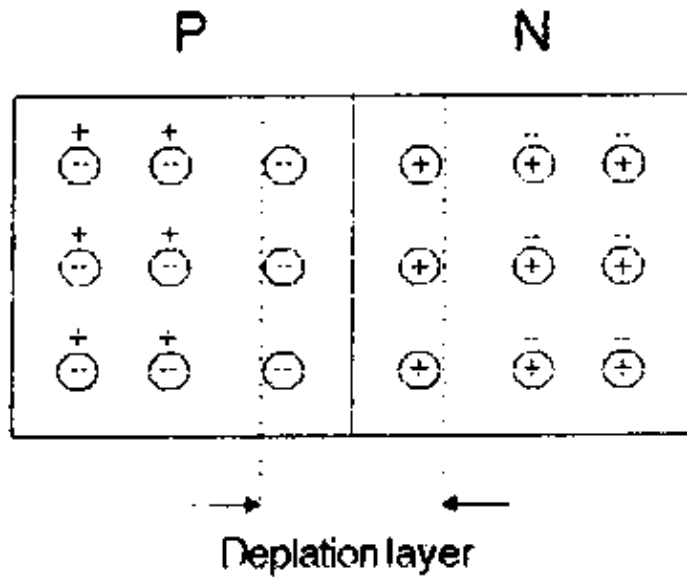 P N
+ +
-- -- -- + -- + -- +
+ +
-- -- -- + -- + -- +
+ +
-- -- -- + -- + -- +
Deplation layer